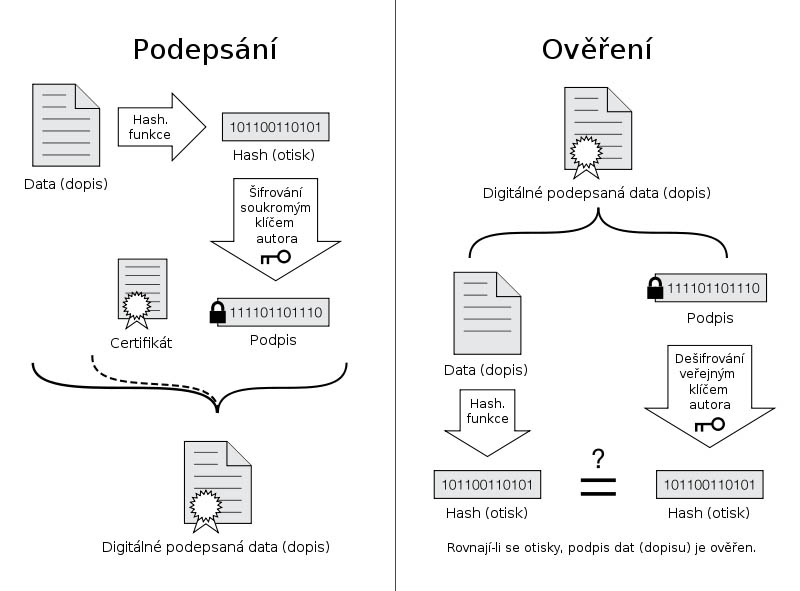 Podepsání
Hash.
funkce
101100110101
Hash (otisk)
Data (dopis)
Šifrování
soukromým
klíčem
autora
Certifikát
111101101110
Podpis
Digitálné podepsaná data (dopis)
Ověření
Digitálné podepsaná data (dopis)
Data (dopis)
111101101110
Podpis
Hash.
funkce
Dešifrování
veřejným
klíčem
autora
101100110101
Hash (otisk)
?
=
101100110101
Hash (otisk)
Rovnají-li se otisky, podpis dat (dopisu) je ověřen.